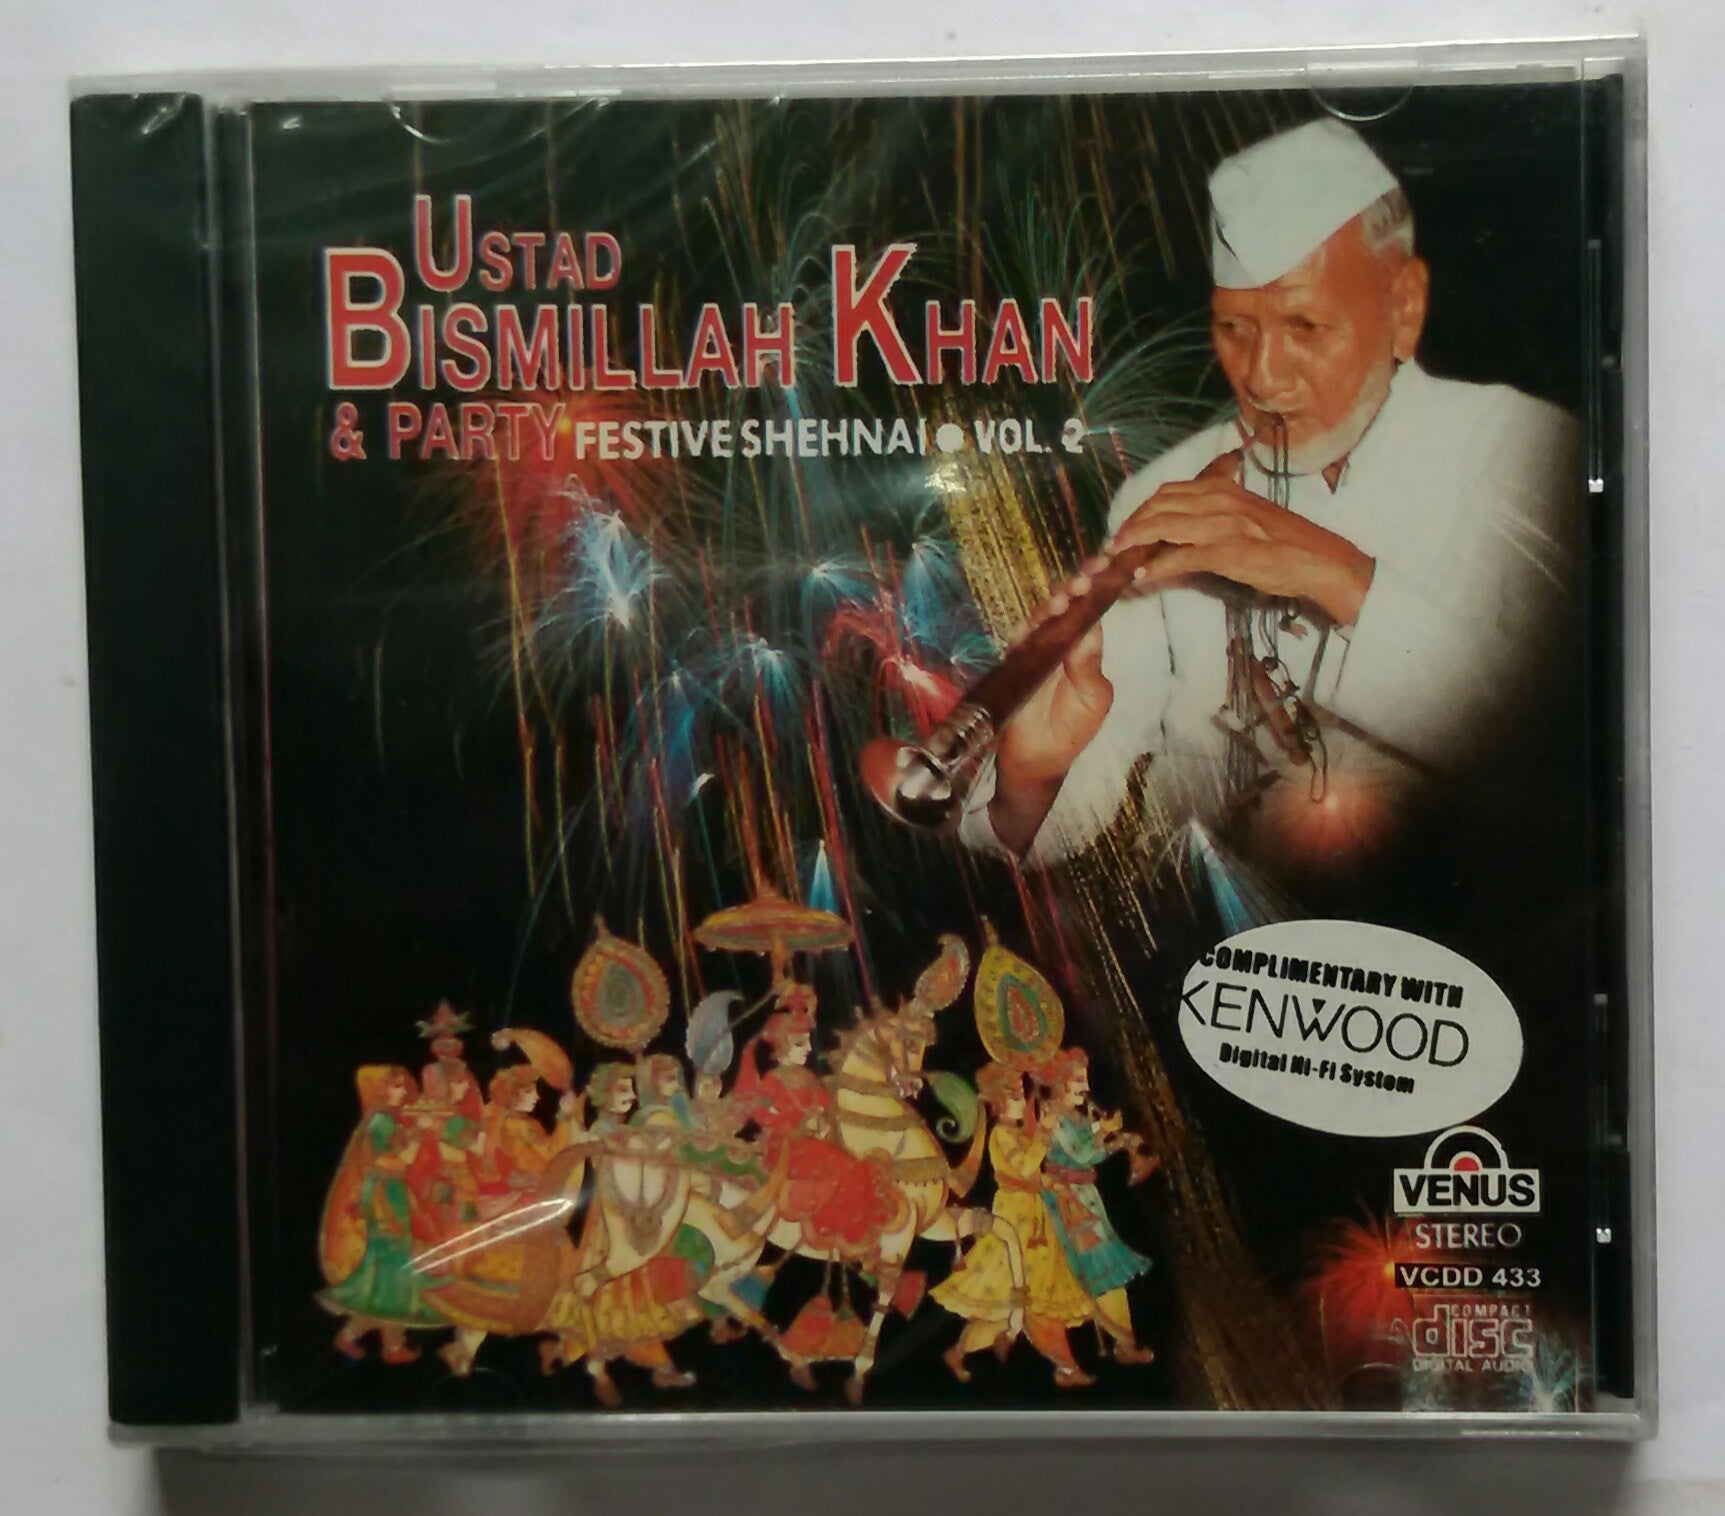 USTAD
BISMILLAH KHAN
& PARTY FESTIVE SHEHNAI • VOL. 2
COMPLIMENTARY WITH
KENWOOD
Digital Hi-Fi System
VENUS
STEREO
VCDD 433
COMPACT
disc
DIGITAL AUDIO